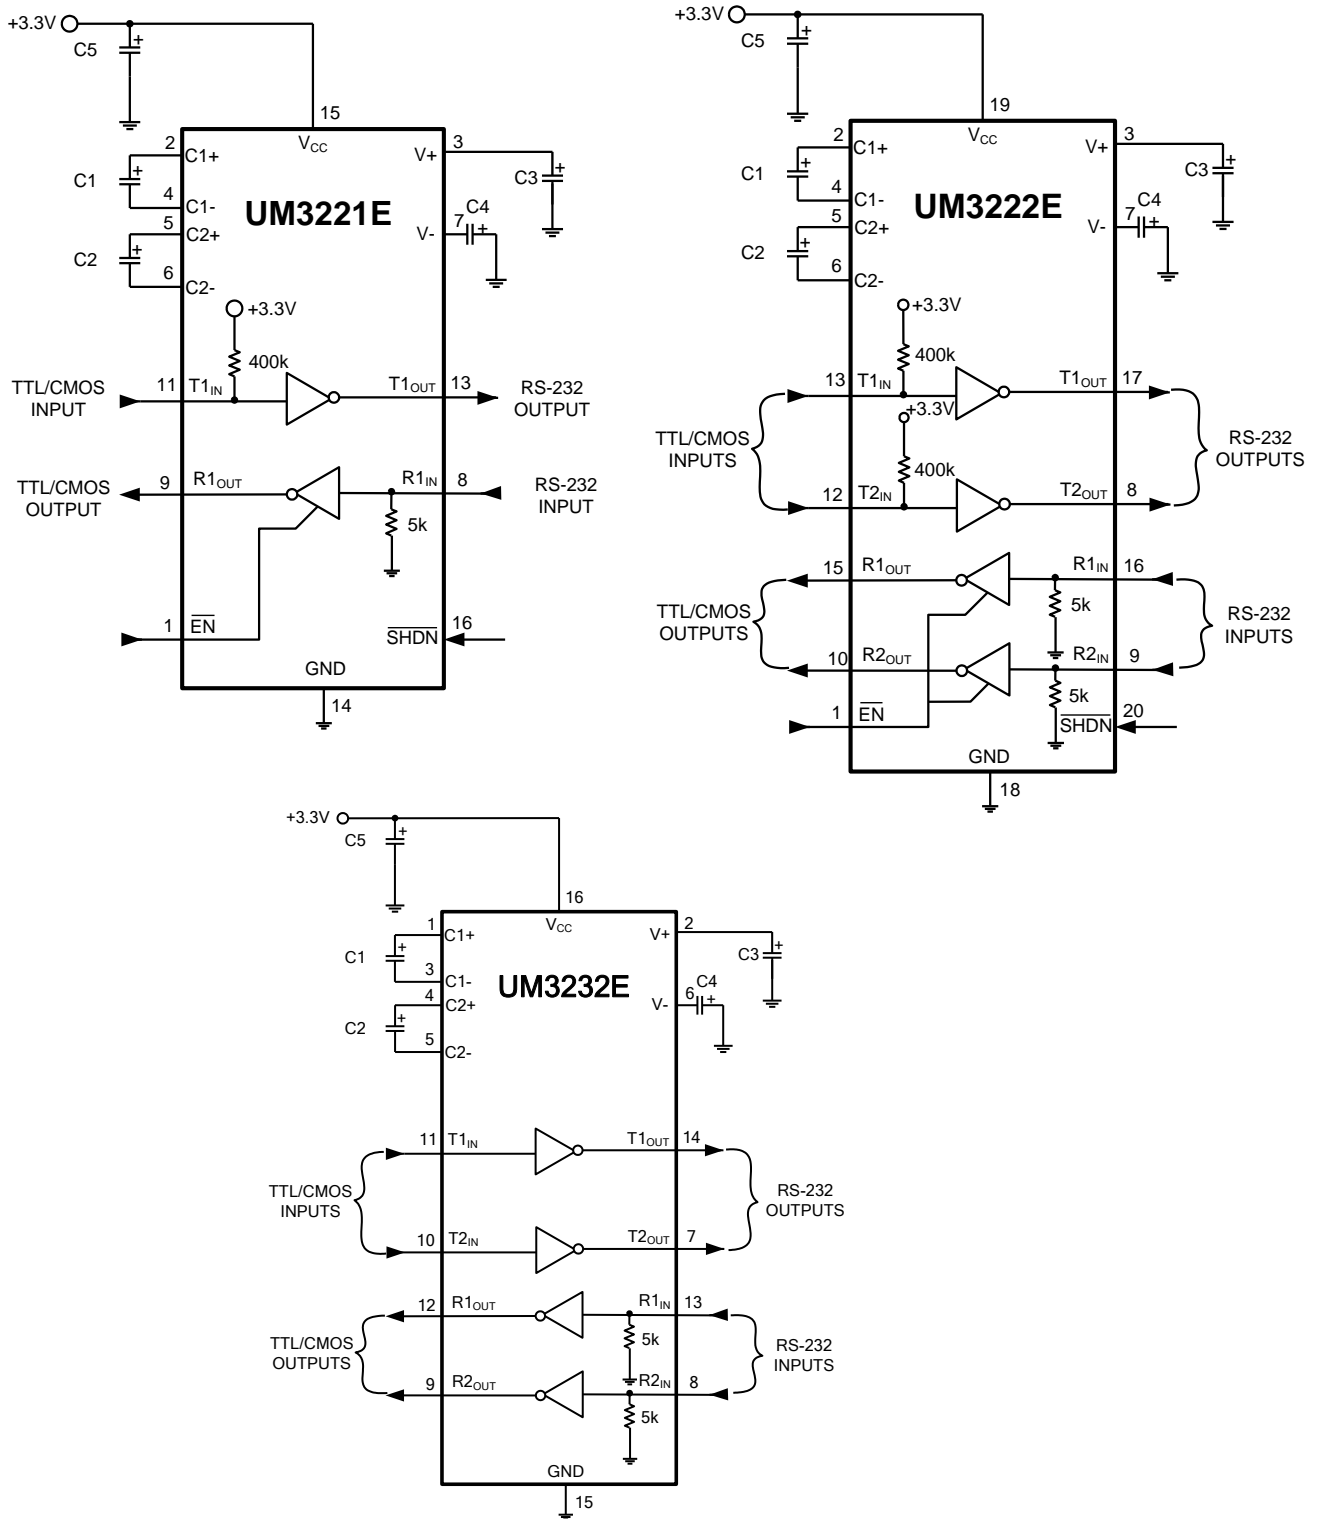 +3.3V
C5
15
VCC
2
C1+
C1
4
C1-
5
C2+
C2
6
C2-
UM3221E
3
V+
C3
7
C4
V-
+3.3V
400k
TTL/CMOS
INPUT
11
T1IN
T1OUT
13
RS-232
OUTPUT
TTL/CMOS
OUTPUT
9
R1OUT
R1IN
8
RS-232
INPUT
5k
1
EN
SHDN
16
GND
14
+3.3V
C5
19
VCC
2
C1+
C1
4
C1-
5
C2+
C2
6
C2-
UM3222E
3
V+
C3
7
C4
V-
+3.3V
400k
13
T1IN
T1OUT
17
+3.3V
400k
TTL/CMOS
INPUTS
RS-232
OUTPUTS
12
T2IN
T2OUT
8
15
R1OUT
R1IN
16
5k
TTL/CMOS
OUTPUTS
RS-232
INPUTS
10
R2OUT
R2IN
9
5k
1
EN
SHDN
20
GND
18
+3.3V
C5
16
VCC
1
C1+
C1
3
C1-
4
C2+
C2
5
C2-
UM3232E
2
V+
C3
6
C4
V-
11
T1IN
T1OUT
14
TTL/CMOS
INPUTS
RS-232
OUTPUTS
10
T2IN
T2OUT
7
12
R1OUT
R1IN
13
5k
TTL/CMOS
OUTPUTS
RS-232
INPUTS
9
R2OUT
R2IN
8
5k
GND
15